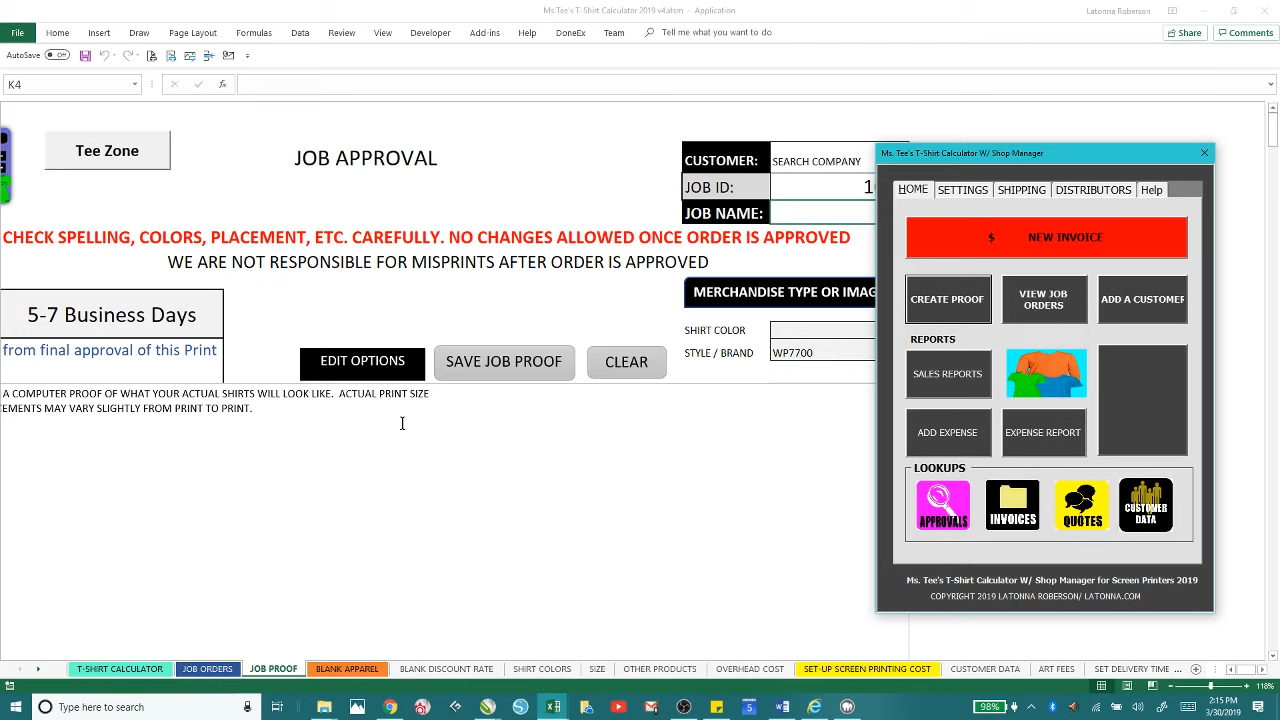 Ms.Tee's T-Shirt Calculator 2019 v4.xlsm - Application
Latonna Roberson
File Home Insert Draw Page Layout Formulas Data Review View Developer Add-ins Help DoneEx Team Tell me what you want to do Share Comments
AutoSave Off
K4
fx
Tee Zone
JOB APPROVAL
CUSTOMER: SEARCH COMPANY
JOB ID:
JOB NAME:
CHECK SPELLING, COLORS, PLACEMENT, ETC. CAREFULLY. NO CHANGES ALLOWED ONCE ORDER IS APPROVED
WE ARE NOT RESPONSIBLE FOR MISPRINTS AFTER ORDER IS APPROVED
5-7 Business Days
from final approval of this Print
MERCHANDISE TYPE OR IMAG
SHIRT COLOR
STYLE / BRAND WP7700
EDIT OPTIONS SAVE JOB PROOF CLEAR
A COMPUTER PROOF OF WHAT YOUR ACTUAL SHIRTS WILL LOOK LIKE. ACTUAL PRINT SIZE
CEMENTS MAY VARY SLIGHTLY FROM PRINT TO PRINT.
Ms. Tee's T-Shirt Calculator W/ Shop Manager
HOME SETTINGS SHIPPING DISTRIBUTORS Help
$ NEW INVOICE
CREATE PROOF
VIEW JOB
ORDERS
ADD A CUSTOMER
REPORTS
SALES REPORTS
ADD EXPENSE EXPENSE REPORT
LOOKUPS
APPROVALS
INVOICES
QUOTES
CUSTOMER
DATA
Ms. Tee's T-Shirt Calculator W/ Shop Manager for Screen Printers 2019
COPYRIGHT 2019 LATONNA ROBERSON/ LATONNA.COM
T-SHIRT CALCULATOR JOB ORDERS JOB PROOF BLANK APPAREL BLANK DISCOUNT RATE SHIRT COLORS SIZE OTHER PRODUCTS OVERHEAD COST SET-UP SCREEN PRINTING COST CUSTOMER DATA ART FEES SET DELIVERY TIME ...
118%
Type here to search
98%
2:15 PM
3/30/2019